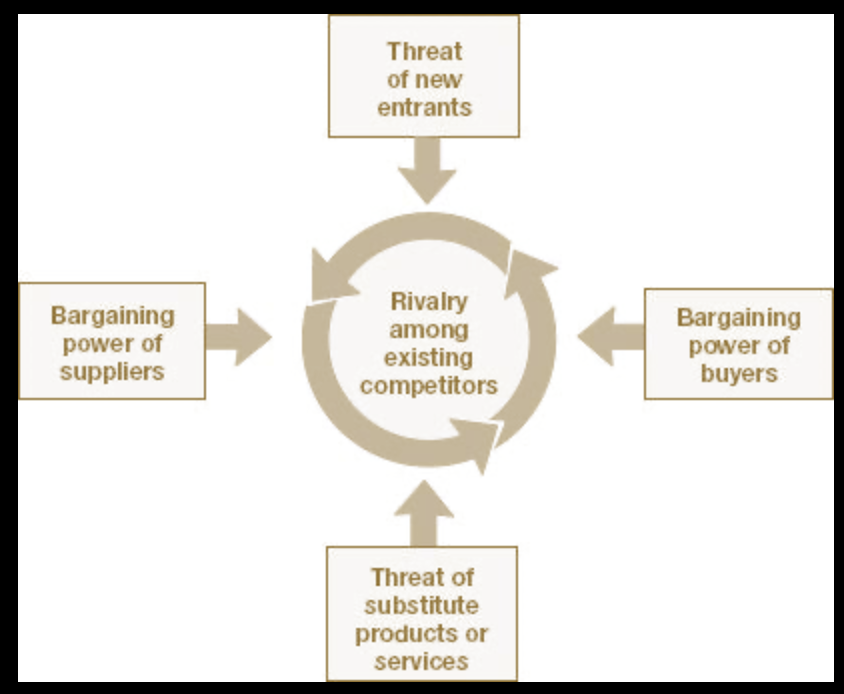 Threat
of new
entrants
Bargaining
power of
suppliers
Rivalry
among
existing
competitors
Bargaining
power of
buyers
Threat of
substitute
products or
services